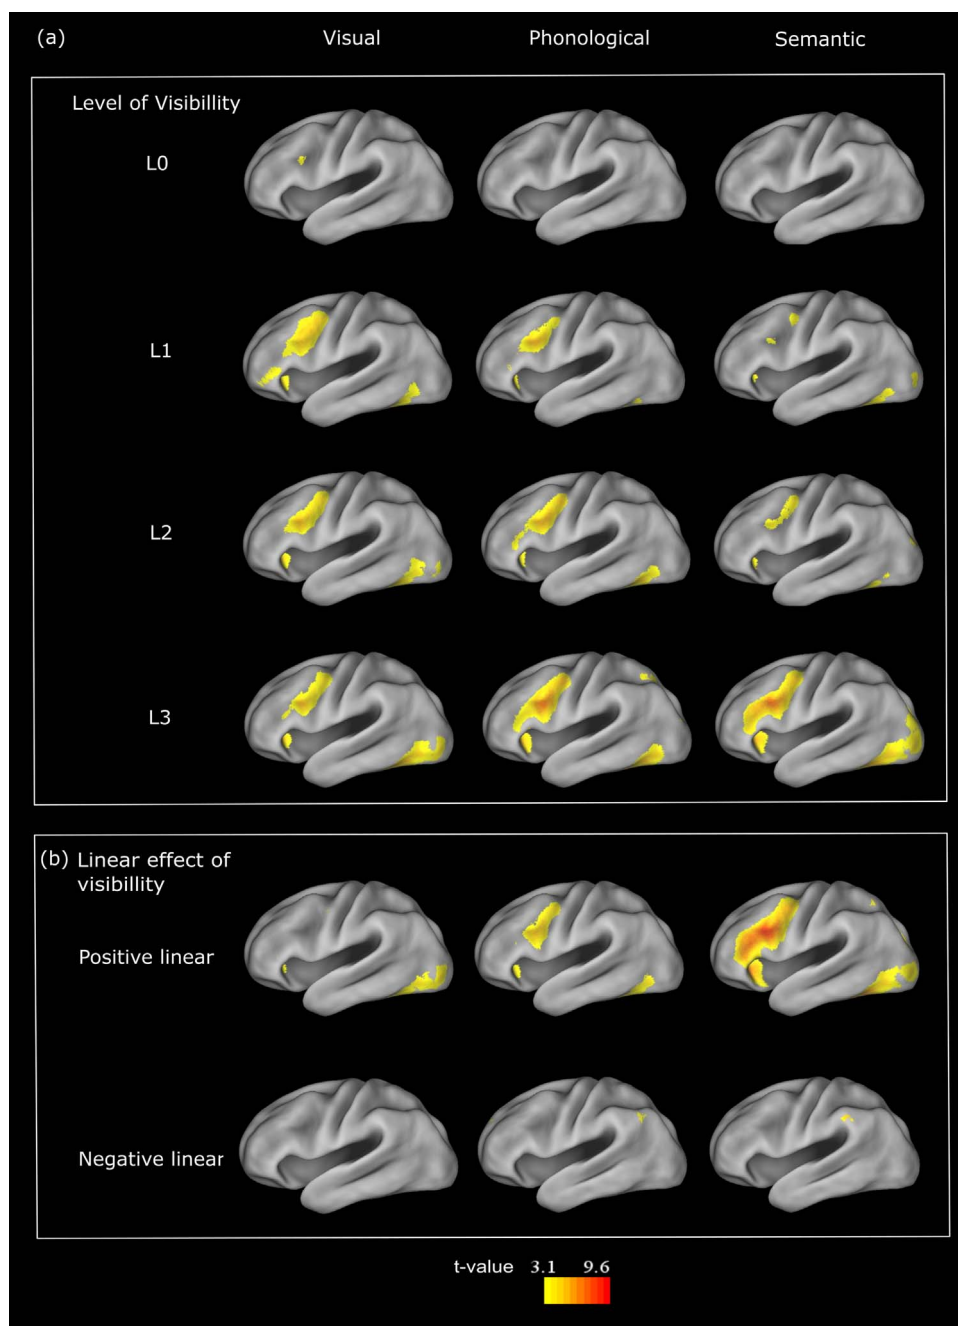 (a) Visual Phonological Semantic
Level of Visibillity
L0
L1
L2
L3
(b) Linear effect of
visibillity
Positive linear
Negative linear
t-value 3.1 9.6